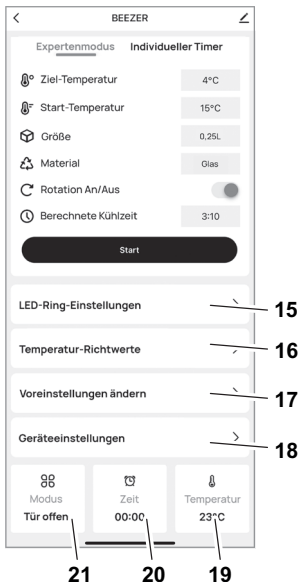 BEEZER
Expertenmodus Individueller Timer
Ziel-Temperatur 4°C
Start-Temperatur 15°C
Größe 0,25L
Material Glas
Rotation An/Aus
Berechnete Kühlzeit 3:10
Start
LED-Ring-Einstellungen 15
Temperatur-Richtwerte 16
Voreinstellungen ändern 17
Geräteeinstellungen 18
Modus Zeit Temperatur
Tür offen 00:00 23°C
21 20 19